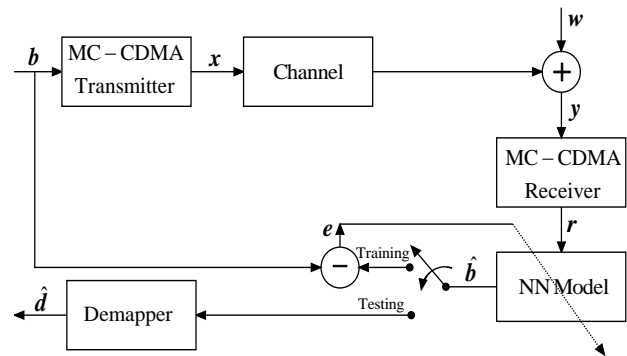 w
b
MC – CDMA
Transmitter
x
Channel
+
y
MC – CDMA
Receiver
r
e
Training
−
b̂
NN Model
d̂
Demapper
Testing